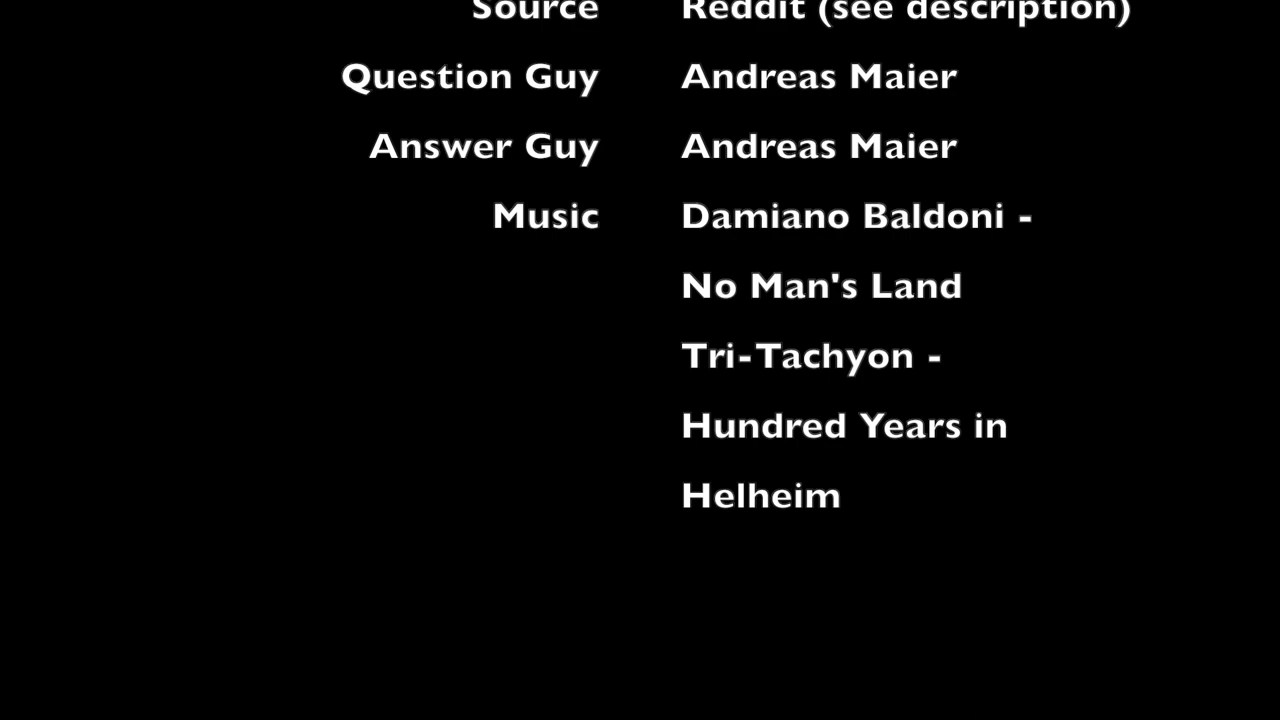 Source Reddit (see description)
Question Guy Andreas Maier
Answer Guy Andreas Maier
Music Damiano Baldoni -
No Man's Land
Tri-Tachyon -
Hundred Years in
Helheim